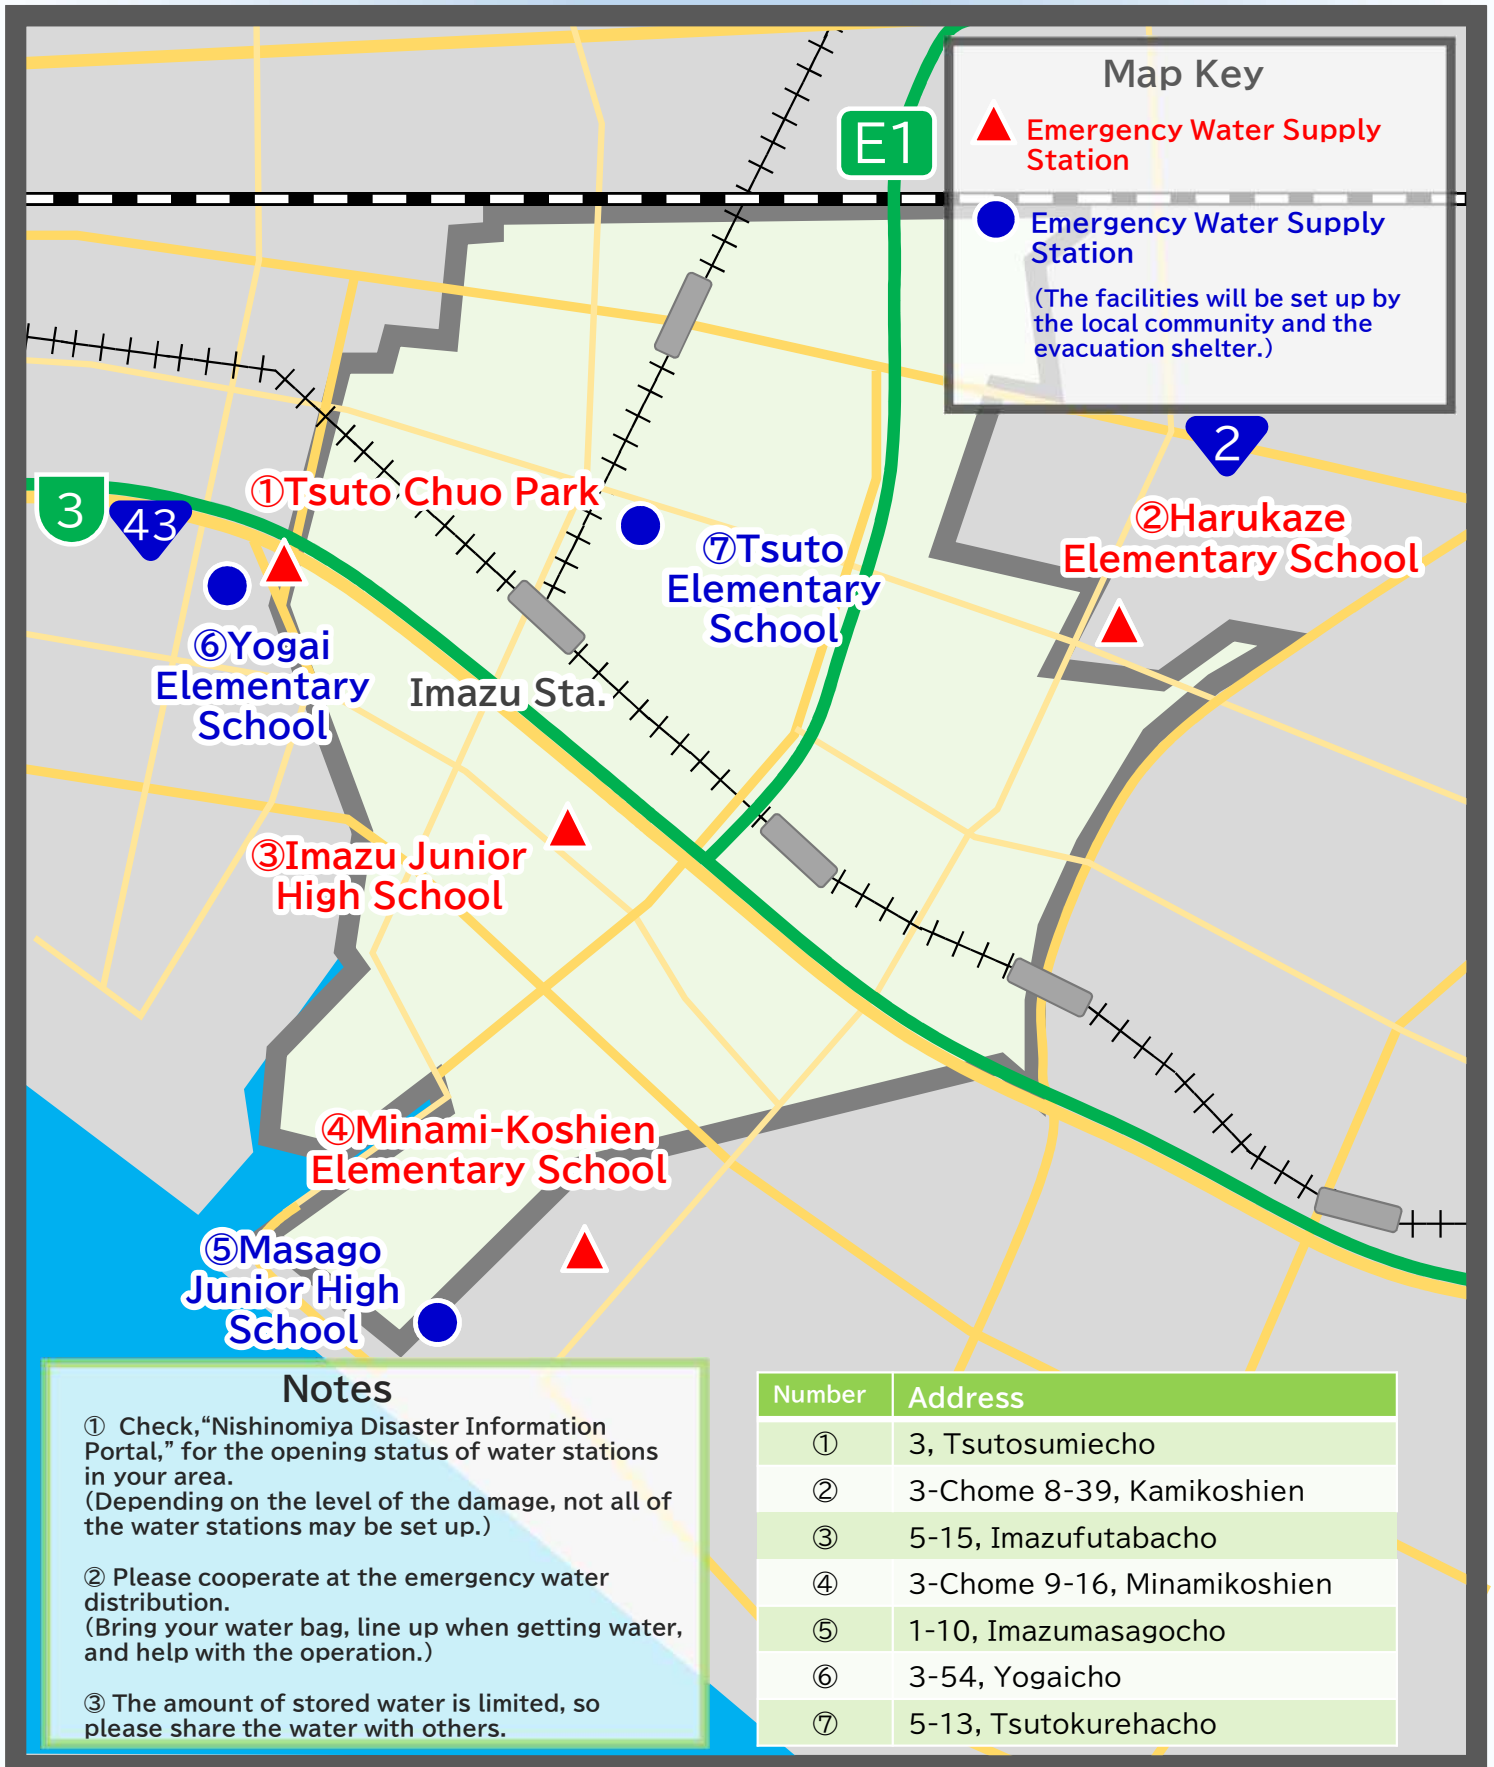 Map Key
Emergency Water Supply
Station
Emergency Water Supply
Station
(The facilities will be set up by
the local community and the
evacuation shelter.)
E1
2
3
43
①Tsuto Chuo Park
②Harukaze
Elementary School
⑦Tsuto
Elementary
School
⑥Yogai
Elementary
School
Imazu Sta.
③Imazu Junior
High School
④Minami-Koshien
Elementary School
⑤Masago
Junior High
School
Notes
① Check,“Nishinomiya Disaster Information
Portal,” for the opening status of water stations
in your area.
(Depending on the level of the damage, not all of
the water stations may be set up.)
② Please cooperate at the emergency water
distribution.
(Bring your water bag, line up when getting water,
and help with the operation.)
③ The amount of stored water is limited, so
please share the water with others.
Number Address
① 3, Tsutosumiecho
② 3-Chome 8-39, Kamikoshien
③ 5-15, Imazufutabacho
④ 3-Chome 9-16, Minamikoshien
⑤ 1-10, Imazumasagocho
⑥ 3-54, Yogaicho
⑦ 5-13, Tsutokurehacho